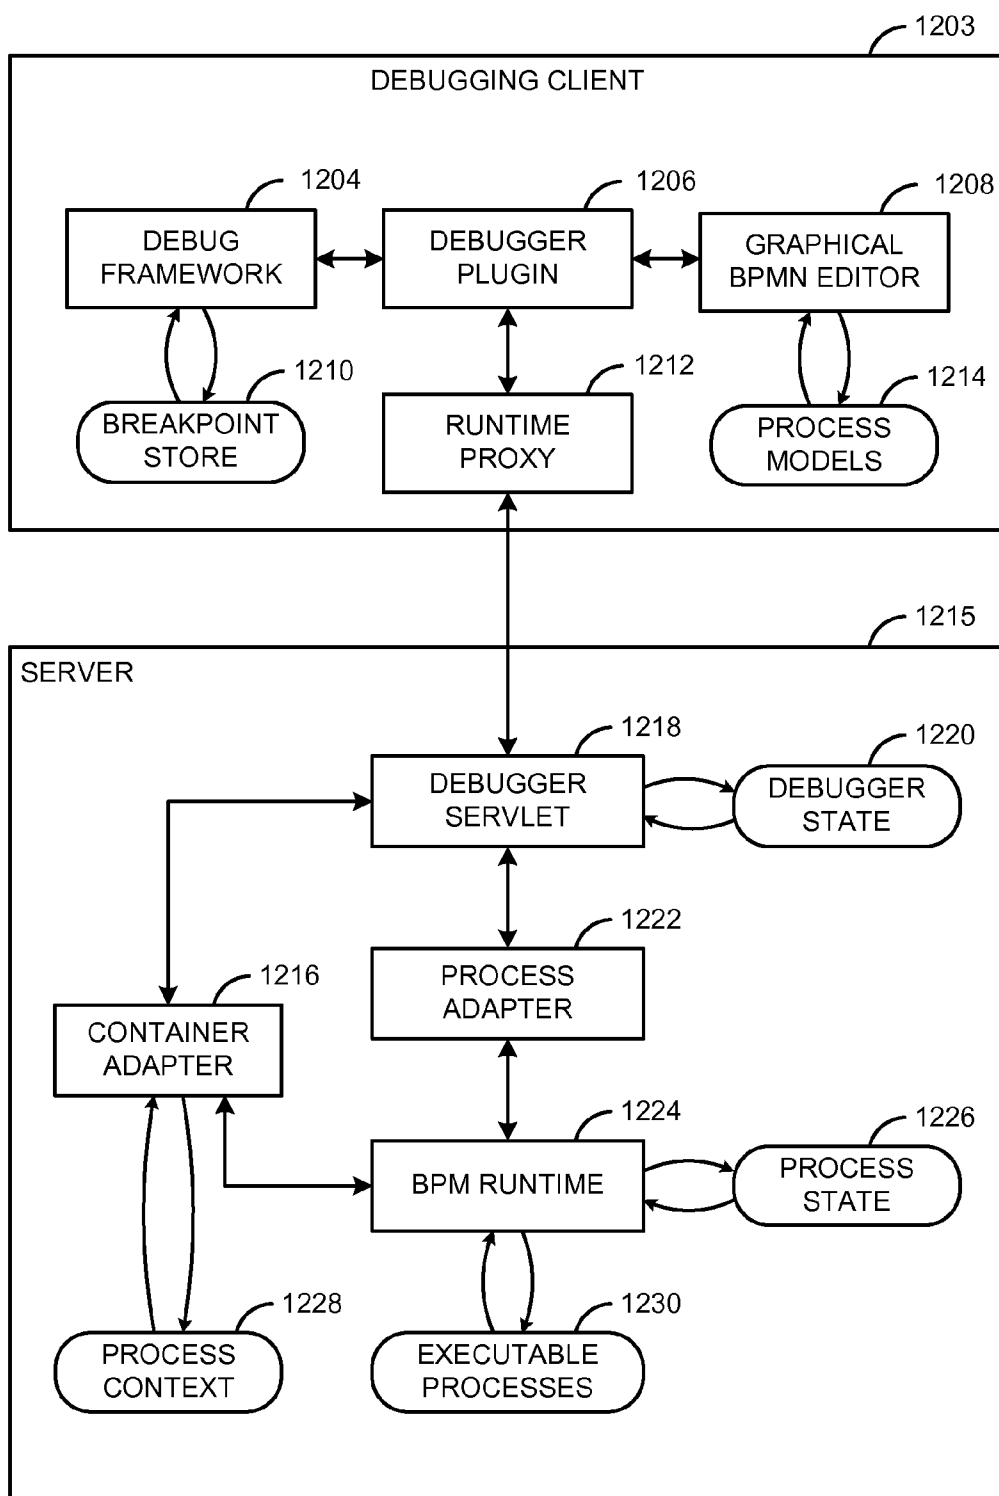 1203
DEBUGGING CLIENT
1204
1206
1208
DEBUG
FRAMEWORK
DEBUGGER
PLUGIN
GRAPHICAL
BPMN EDITOR
1210
1212
1214
BREAKPOINT
STORE
RUNTIME
PROXY
PROCESS
MODELS
1215
SERVER
1218
1220
DEBUGGER
SERVLET
DEBUGGER
STATE
1222
1216
PROCESS
ADAPTER
CONTAINER
ADAPTER
1224
1226
BPM RUNTIME
PROCESS
STATE
1228
1230
PROCESS
CONTEXT
EXECUTABLE
PROCESSES